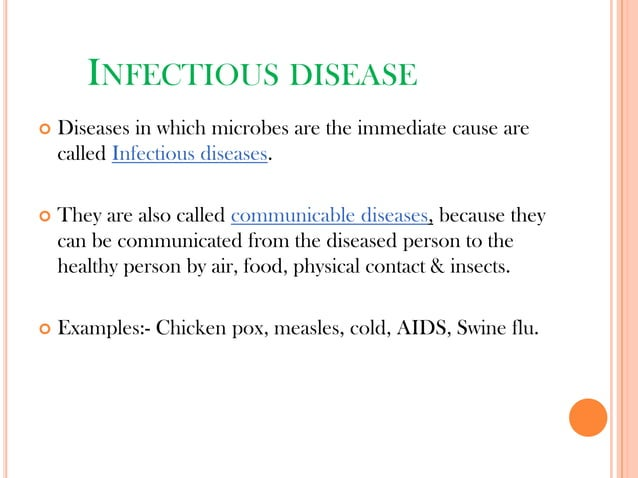 INFECTIOUS DISEASE
Diseases in which microbes are the immediate cause are
called Infectious diseases.
They are also called communicable diseases, because they
can be communicated from the diseased person to the
healthy person by air, food, physical contact & insects.
Examples:- Chicken pox, measles, cold, AIDS, Swine flu.